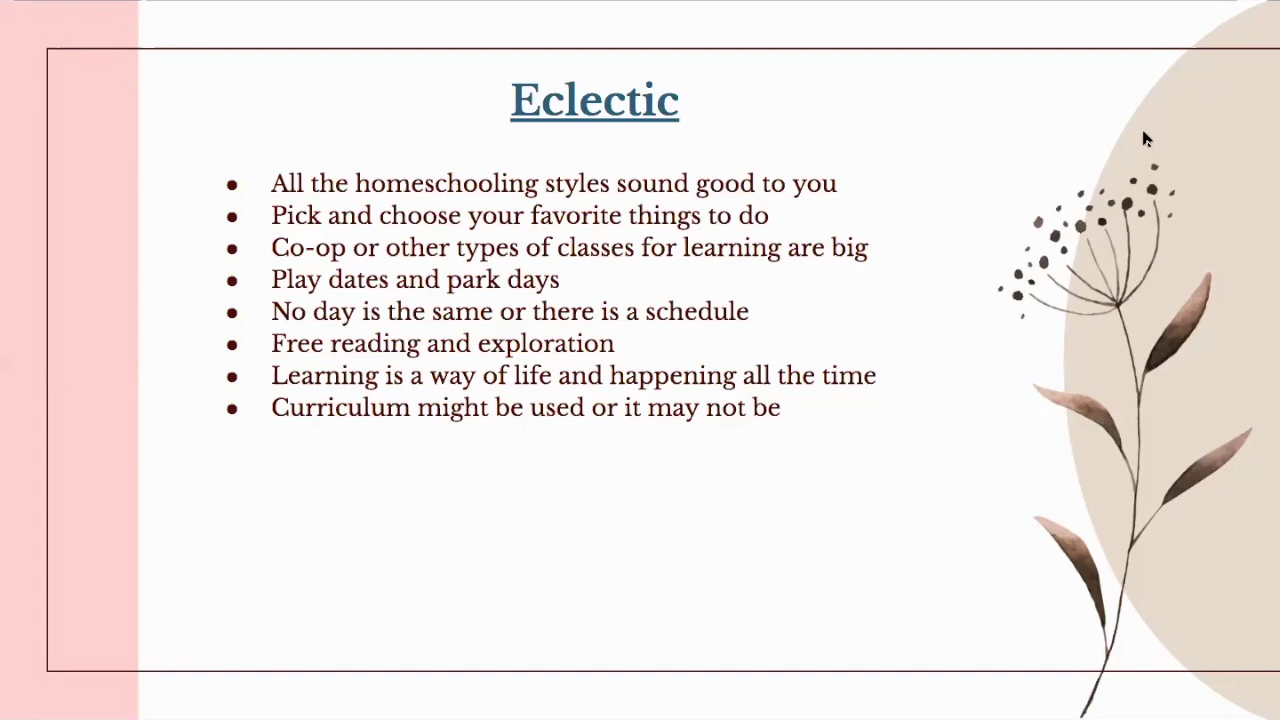 Eclectic
● All the homeschooling styles sound good to you
● Pick and choose your favorite things to do
● Co-op or other types of classes for learning are big
● Play dates and park days
● No day is the same or there is a schedule
● Free reading and exploration
● Learning is a way of life and happening all the time
● Curriculum might be used or it may not be